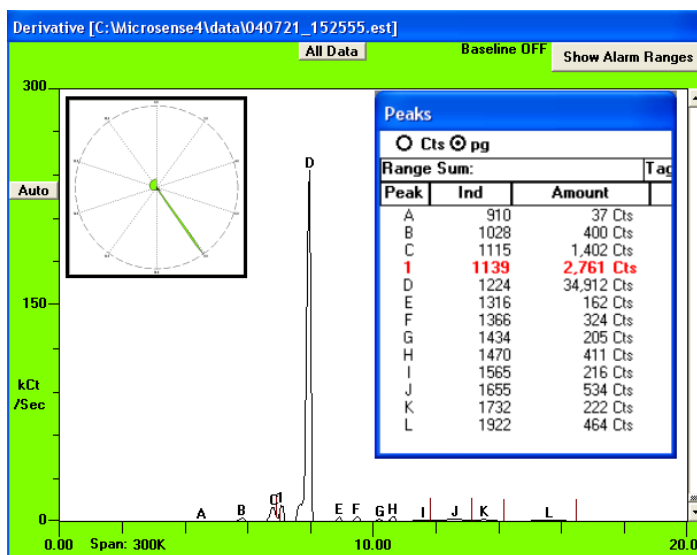 Derivative [C:\Microsense4\data\040721_152555.est]
All Data
Baseline OFF
Show Alarm Ranges
300
Auto
150
kCt
/Sec
0
Peaks
Cts pg
Range Sum: Tag
Peak Ind Amount
A 910 37 Cts
B 1028 400 Cts
C 1115 1,402 Cts
1 1139 2,761 Cts
D 1224 34,912 Cts
E 1316 162 Cts
F 1366 324 Cts
G 1434 205 Cts
H 1470 411 Cts
I 1565 216 Cts
J 1655 534 Cts
K 1732 222 Cts
L 1922 464 Cts
D
A B C 1 E F G H I J K L
0.00 Span: 300K 10.00 20.0